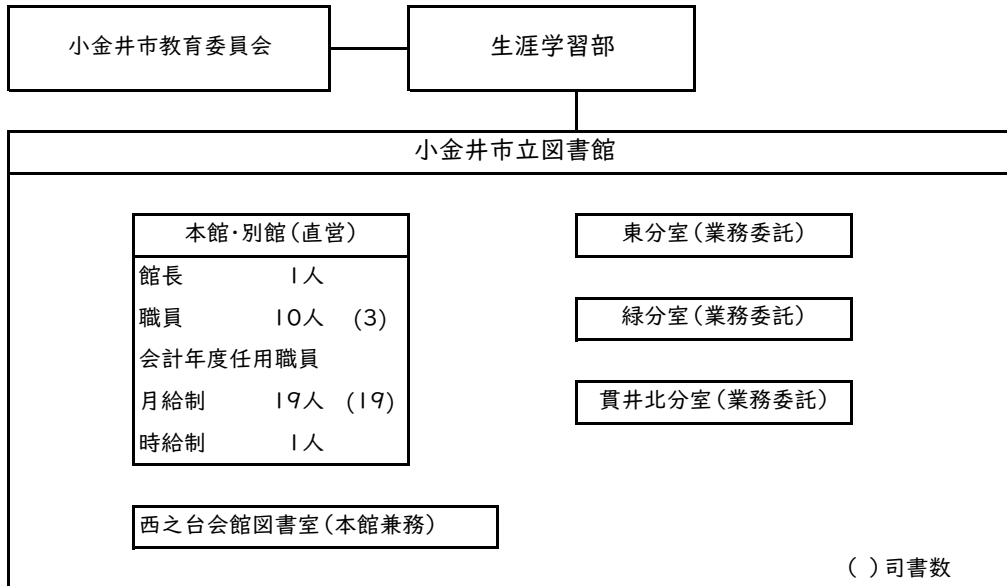 小金井市教育委員会
生涯学習部
小金井市立図書館
本館・別館(直営)
館長 1人
職員 10人 (3)
会計年度任用職員
月給制 19人 (19)
時給制 1人
西之台会館図書室(本館兼務)
東分室(業務委託)
緑分室(業務委託)
貫井北分室(業務委託)
( )司書数